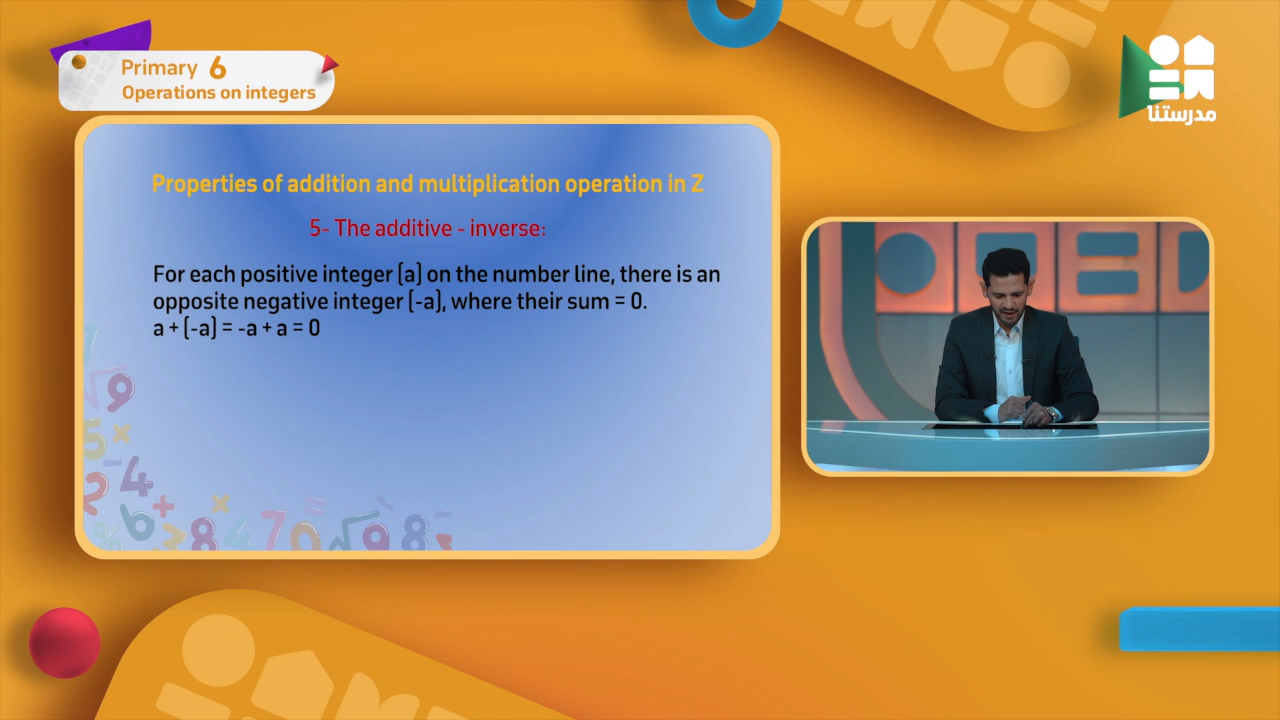 Primary 6
Operations on integers
مدرستنا
Properties of addition and multiplication operation in Z
5- The additive - inverse:
For each positive integer (a) on the number line, there is an
opposite negative integer (-a), where their sum = 0.
a + (-a) = -a + a = 0